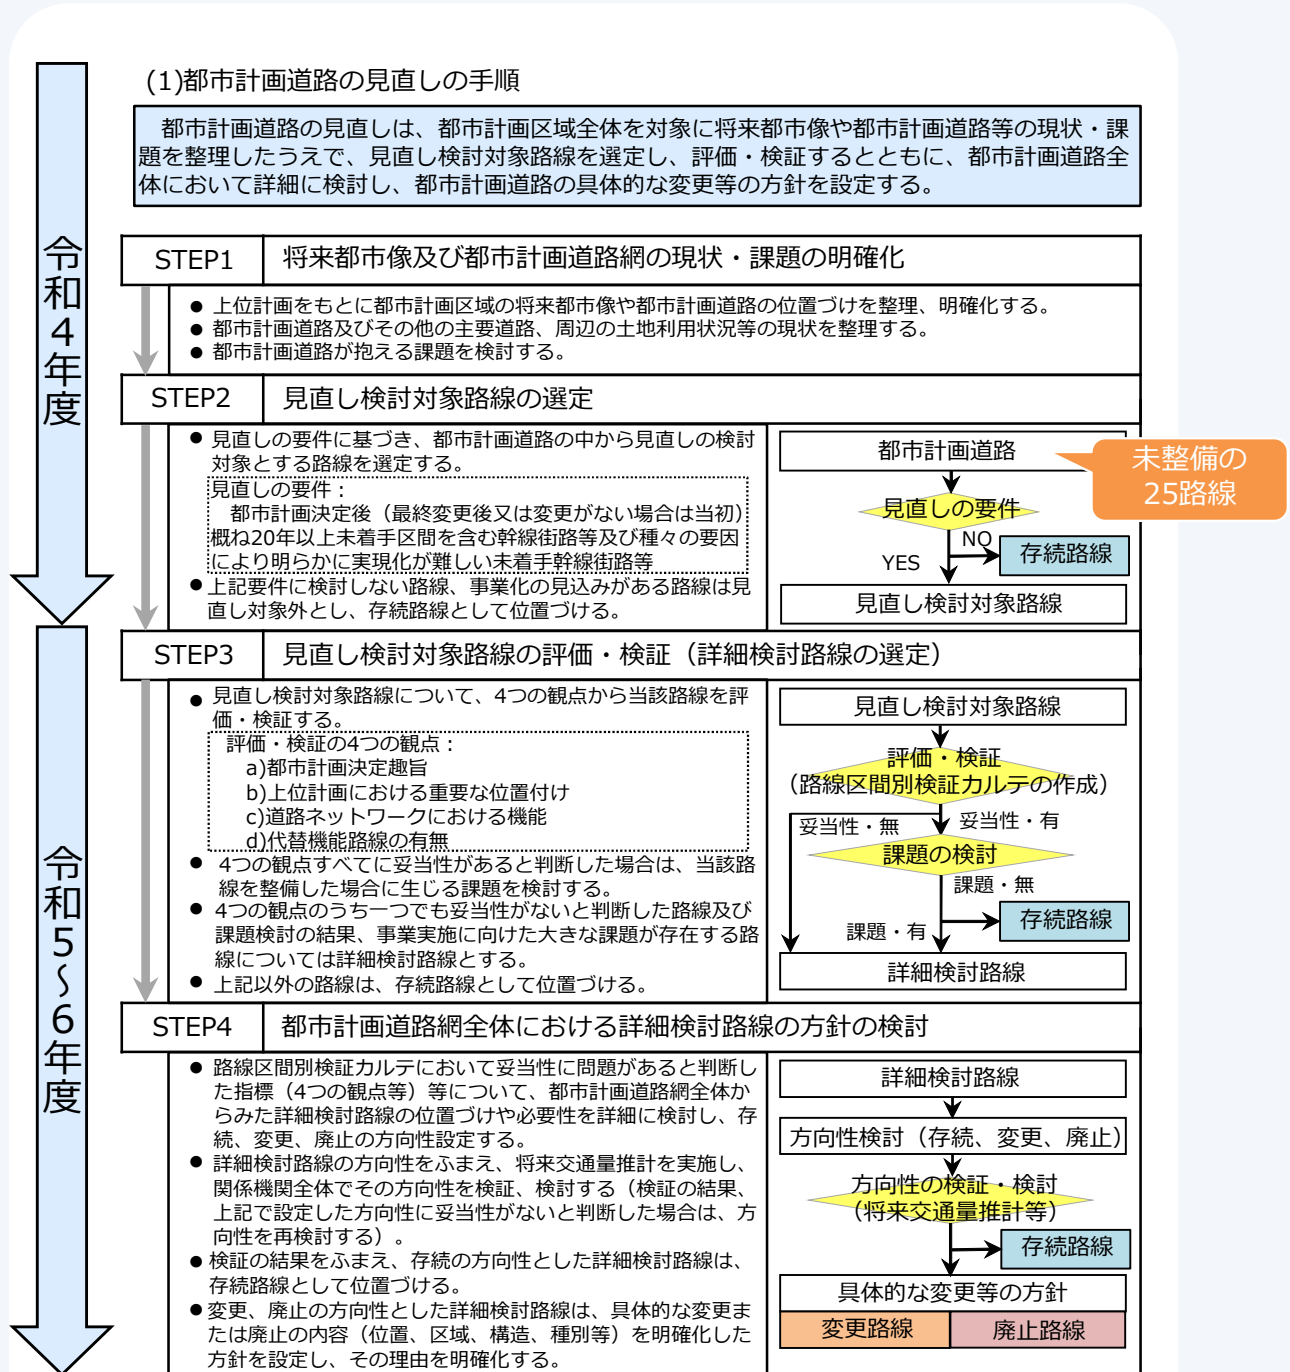 (1)都市計画道路の見直しの手順
都市計画道路の見直しは、都市計画区域全体を対象に将来都市像や都市計画道路等の現状・課
題を整理したうえで、見直し検討対象路線を選定し、評価・検証するとともに、都市計画道路全
体において詳細に検討し、都市計画道路の具体的な変更等の方針を設定する。
令和4年度
STEP1
将来都市像及び都市計画道路網の現状・課題の明確化
● 上位計画をもとに都市計画区域の将来都市像や都市計画道路の位置づけを整理、明確化する。
● 都市計画道路及びその他の主要道路、周辺の土地利用状況等の現状を整理する。
● 都市計画道路が抱える課題を検討する。
STEP2
見直し検討対象路線の選定
● 見直しの要件に基づき、都市計画道路の中から見直しの検討
対象とする路線を選定する。
見直しの要件：
都市計画決定後（最終変更後又は変更がない場合は当初）
概ね20年以上未着手区間を含む幹線街路等及び種々の要因
により明らかに実現化が難しい未着手幹線街路等
● 上記要件に検討しない路線、事業化の見込みがある路線は見
直し対象外とし、存続路線として位置づける。
都市計画道路
未整備の
25路線
見直しの要件
NO
YES
存続路線
見直し検討対象路線
令和5～6年度
STEP3
見直し検討対象路線の評価・検証（詳細検討路線の選定）
● 見直し検討対象路線について、4つの観点から当該路線を評
価・検証する。
評価・検証の4つの観点：
a)都市計画決定趣旨
b)上位計画における重要な位置付け
c)道路ネットワークにおける機能
d)代替機能路線の有無
● 4つの観点すべてに妥当性があると判断した場合は、当該路
線を整備した場合に生じる課題を検討する。
● 4つの観点のうち一つでも妥当性がないと判断した路線及び
課題検討の結果、事業実施に向けた大きな課題が存在する路
線については詳細検討路線とする。
● 上記以外の路線は、存続路線として位置づける。
見直し検討対象路線
評価・検証
（路線区間別検証カルテの作成）
妥当性・無
妥当性・有
課題の検討
課題・無
存続路線
課題・有
詳細検討路線
STEP4
都市計画道路網全体における詳細検討路線の方針の検討
● 路線区間別検証カルテにおいて妥当性に問題があると判断し
た指標（4つの観点等）等について、都市計画道路網全体か
らみた詳細検討路線の位置づけや必要性を詳細に検討し、存
続、変更、廃止の方向性設定する。
● 詳細検討路線の方向性をふまえ、将来交通量推計を実施し、
関係機関全体でその方向性を検証、検討する（検証の結果、
上記で設定した方向性に妥当性がないと判断した場合は、方
向性を再検討する）。
● 検証の結果をふまえ、存続の方向性とした詳細検討路線は、
存続路線として位置づける。
● 変更、廃止の方向性とした詳細検討路線は、具体的な変更ま
たは廃止の内容（位置、区域、構造、種別等）を明確化した
方針を設定し、その理由を明確化する。
詳細検討路線
方向性検討（存続、変更、廃止）
方向性の検証・検討
（将来交通量推計等）
存続路線
具体的な変更等の方針
変更路線
廃止路線